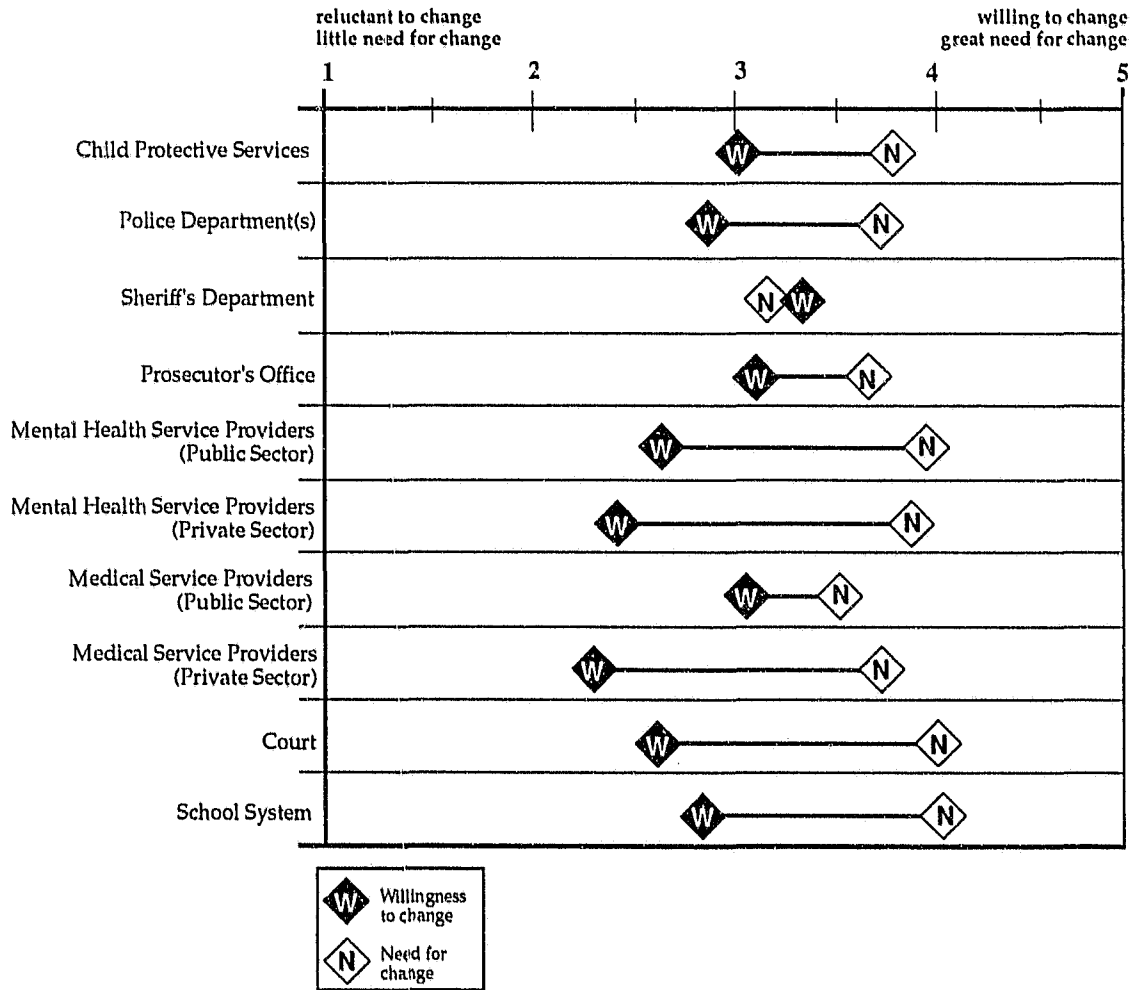 reluctant to change
little need for change
willing to change
great need for change
1 2 3 4 5
Child Protective Services W N
Police Department(s) W N
Sheriff's Department N W
Prosecutor's Office W N
Mental Health Service Providers
(Public Sector) W N
Mental Health Service Providers
(Private Sector) W N
Medical Service Providers
(Public Sector) W N
Medical Service Providers
(Private Sector) W N
Court W N
School System W N
W Willingness
to change
N Need for
change